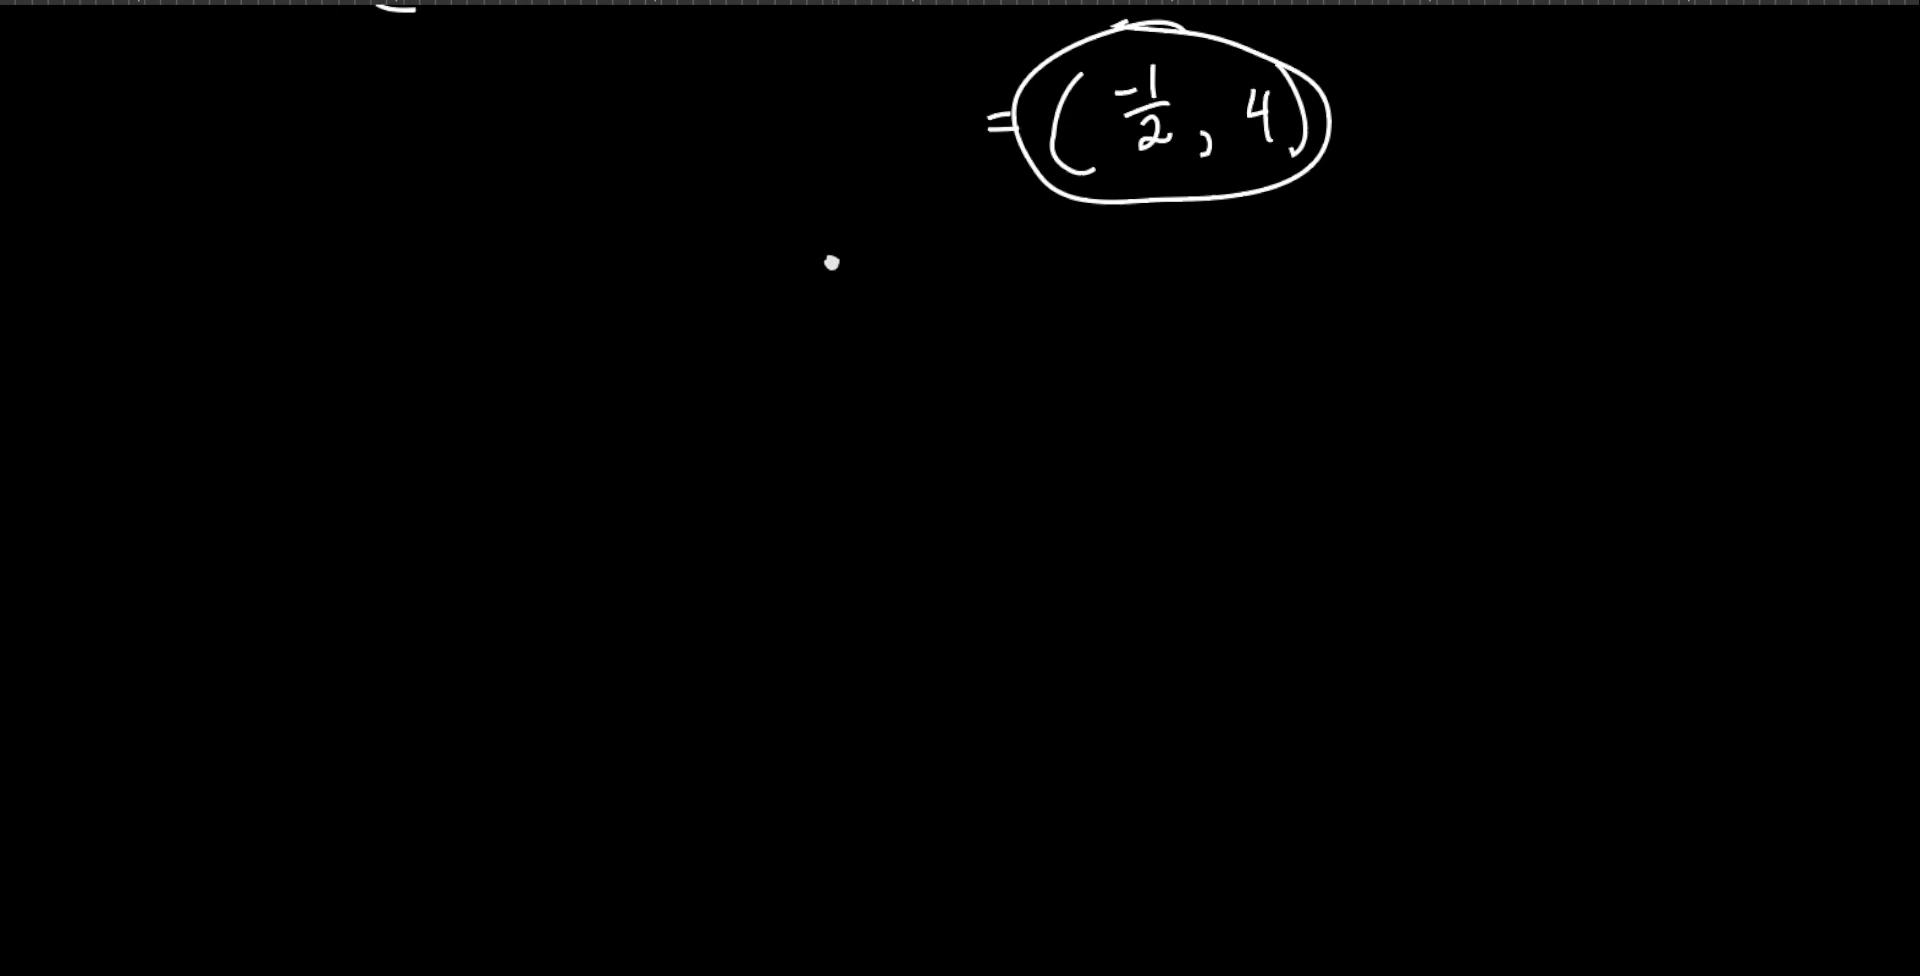 = ( -1/2 , 4 )